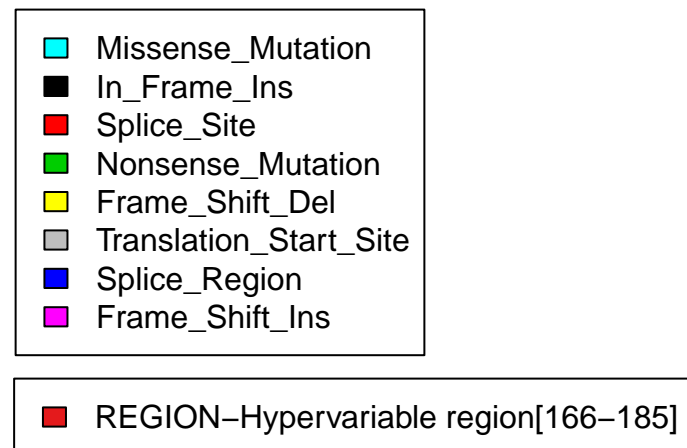 Missense_Mutation
In_Frame_Ins
Splice_Site
Nonsense_Mutation
Frame_Shift_Del
Translation_Start_Site
Splice_Region
Frame_Shift_Ins
REGION−Hypervariable region[166−185]